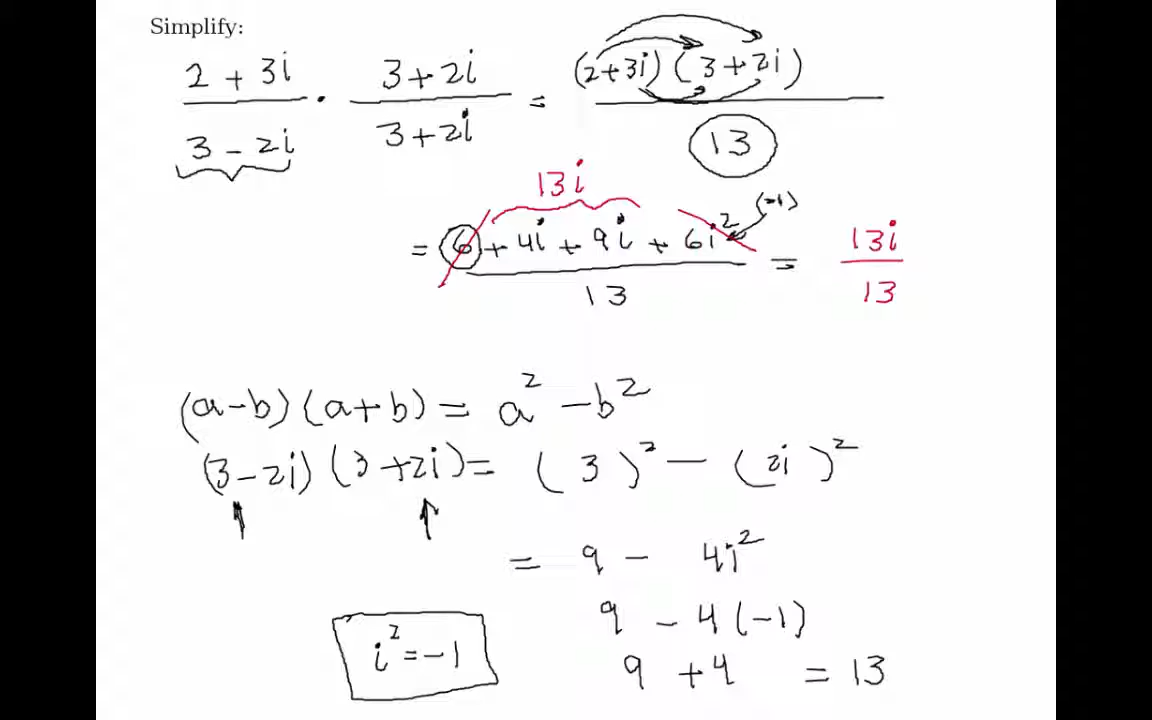 Simplify:
2 + 3i / 3 - 2i · 3 + 2i / 3 + 2i = (2+3i) (3+2i) / 13
13i
(-1)
= 6 + 4i + 9i + 6i² / 13 = 13i / 13
(a-b) (a+b) = a² - b²
(3-2i) (3+2i) = (3)² - (2i)²
= 9 - 4i²
9 - 4(-1)
i² = -1
9 + 4 = 13